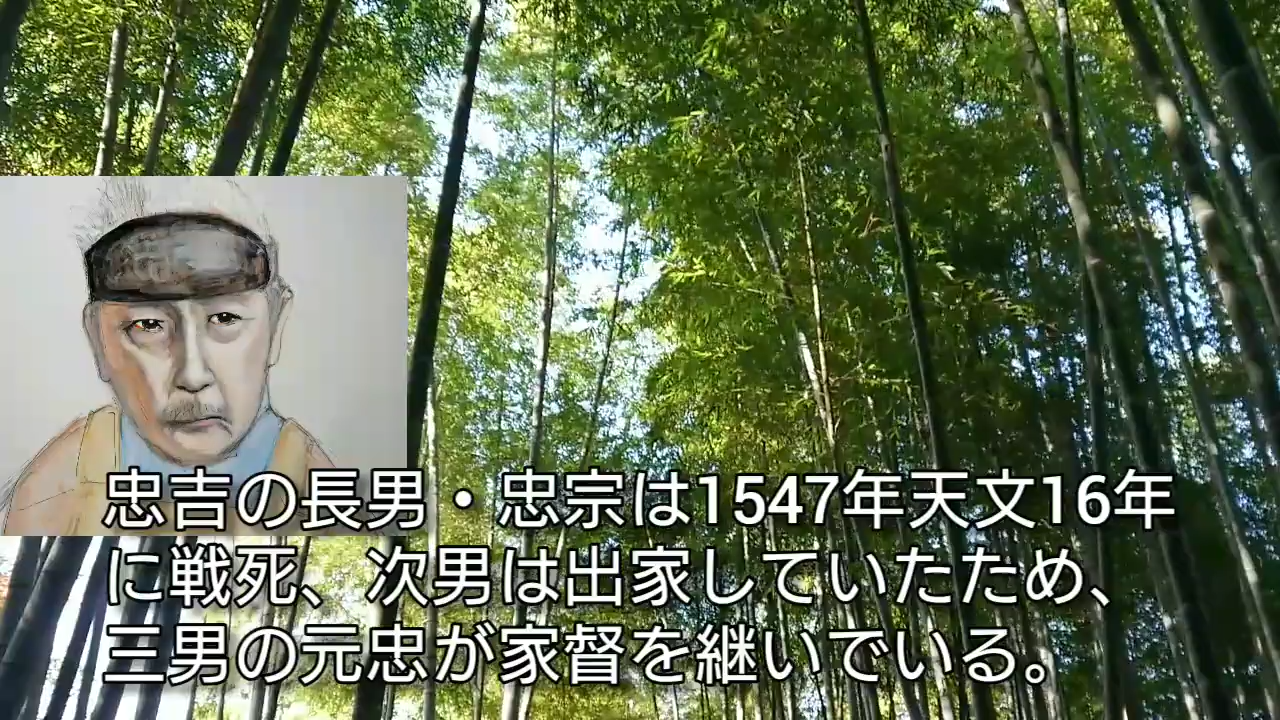 忠吉の長男・忠宗は1547年天文16年
に戦死、次男は出家していたため、
三男の元忠が家督を継いでいる。